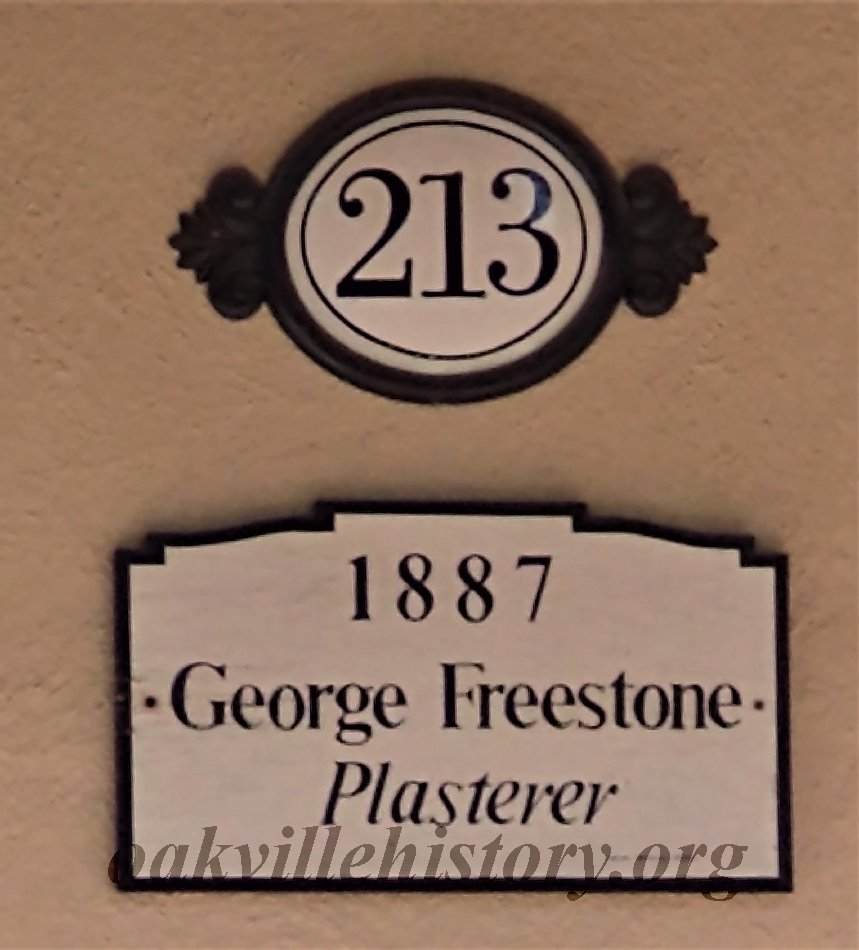 213
1887
· George Freestone ·
Plasterer
oakvillehistory.org